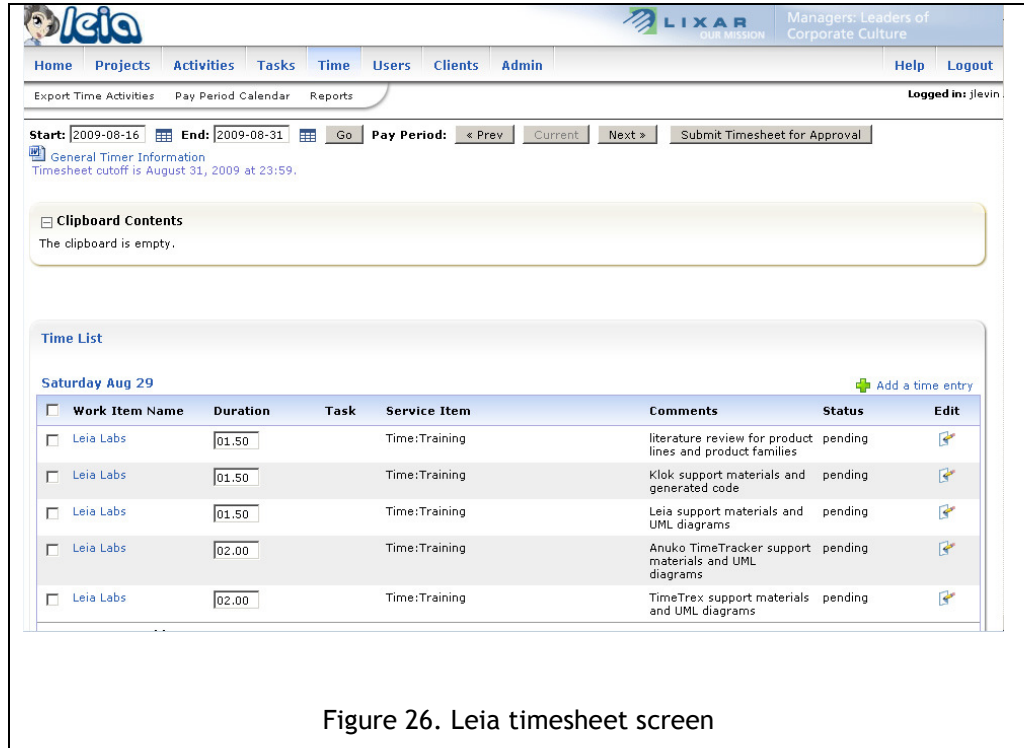 leia
LIXAR
OUR MISSION
Managers: Leaders of
Corporate Culture
Home Projects Activities Tasks Time Users Clients Admin Help Logout
Export Time Activities Pay Period Calendar Reports Logged in: jlevin
Start: 2009-08-16 End: 2009-08-31 Go Pay Period: « Prev Current Next » Submit Timesheet for Approval
General Timer Information
Timesheet cutoff is August 31, 2009 at 23:59.
Clipboard Contents
The clipboard is empty.
Time List
Saturday Aug 29 Add a time entry
Work Item Name Duration Task Service Item Comments Status Edit
Leia Labs 01.50 Time:Training literature review for product pending
lines and product families
Leia Labs 01.50 Time:Training Klok support materials and pending
generated code
Leia Labs 01.50 Time:Training Leia support materials and pending
UML diagrams
Leia Labs 02.00 Time:Training Anuko TimeTracker support pending
materials and UML
diagrams
Leia Labs 02.00 Time:Training TimeTrex support materials pending
and UML diagrams
Figure 26. Leia timesheet screen